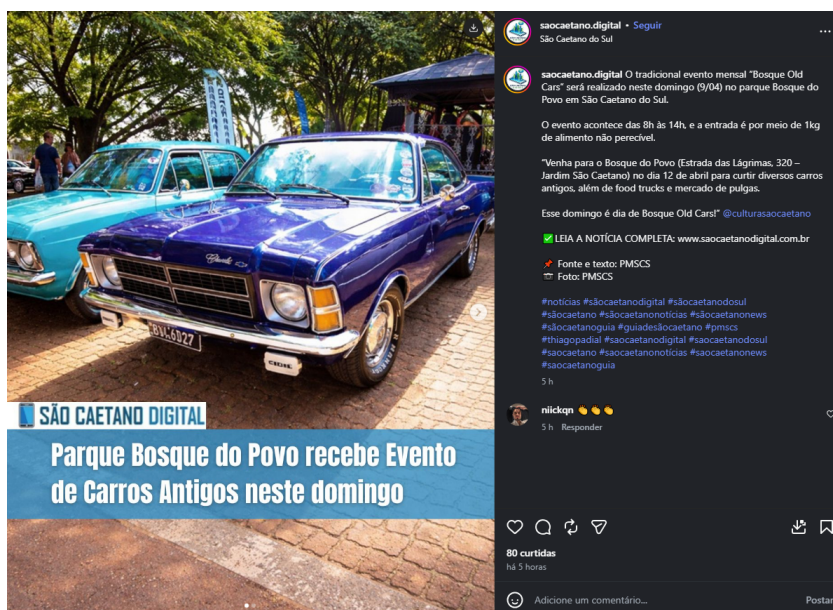 saocaetano.digital • Seguir
São Caetano do Sul
saocaetano.digital O tradicional evento mensal "Bosque Old
Cars" será realizado neste domingo (9/04) no parque Bosque do
Povo em São Caetano do Sul.
O evento acontece das 8h às 14h, e a entrada é por meio de 1kg
de alimento não perecível.
"Venha para o Bosque do Povo (Estrada das Lágrimas, 320 –
Jardim São Caetano) no dia 12 de abril para curtir diversos carros
antigos, além de food trucks e mercado de pulgas.
Esse domingo é dia de Bosque Old Cars!" @culturasaocaetano
✅ LEIA A NOTÍCIA COMPLETA: www.saocaetanodigital.com.br
📌 Fonte e texto: PMSCS
📷 Foto: PMSCS
#notícias #sãocaetanodigital #sãocaetanodosul
#sãocaetano #sãocaetanonotícias #sãocaetanonews
#sãocaetanoguia #guiadesãocaetano #pmscs
#thiagopadial #saocaetanodigital #saocaetanodosul
#saocaetano #saocaetanonotícias #saocaetanonews
#saocaetanoguia
5 h
niickqn 👏👏👏
5 h Responder
80 curtidas
há 5 horas
Adicione um comentário...
Postar
SÃO CAETANO DIGITAL
Parque Bosque do Povo recebe Evento
de Carros Antigos neste domingo